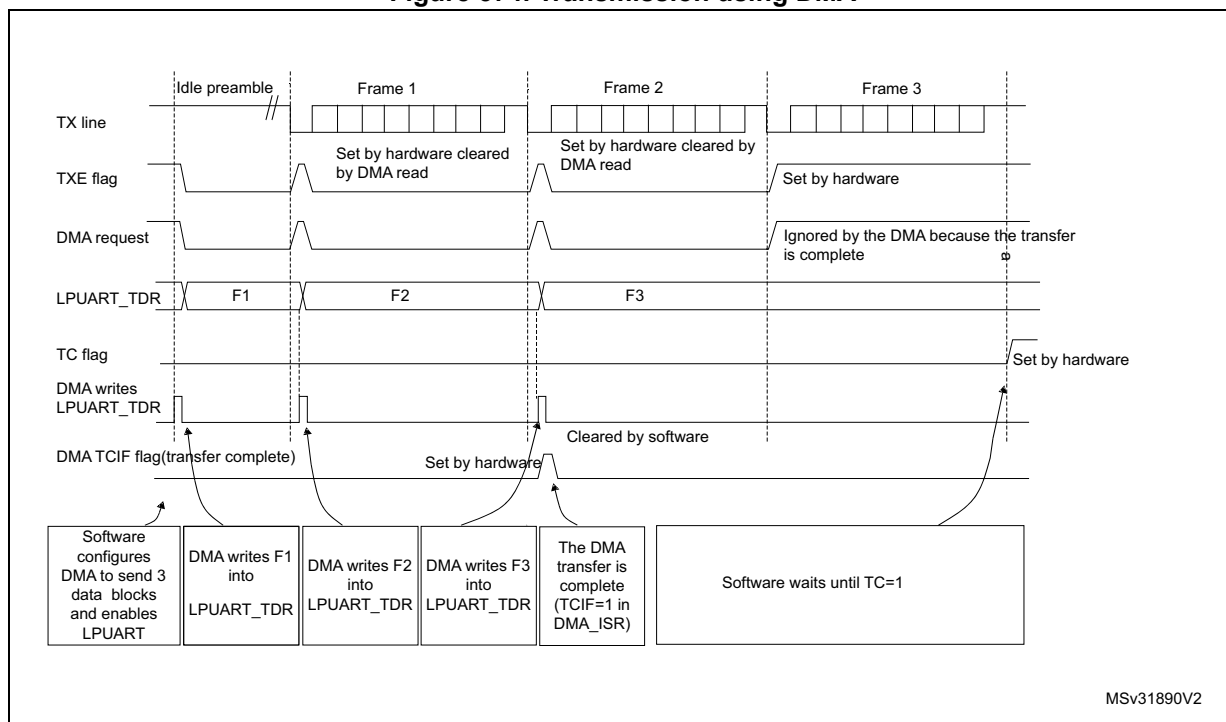 Idle preamble
Frame 1
Frame 2
Frame 3
TX line
Set by hardware cleared
by DMA read
Set by hardware cleared by
DMA read
TXE flag
Set by hardware
DMA request
Ignored by the DMA because the transfer
is complete
LPUART_TDR
F1
F2
F3
TC flag
Set by hardware
DMA writes
LPUART_TDR
Cleared by software
DMA TCIF flag(transfer complete)
Set by hardware
Software
configures
DMA to send 3
data blocks
and enables
LPUART
DMA writes F1
into
LPUART_TDR
DMA writes F2
into
LPUART_TDR
DMA writes F3
into
LPUART_TDR
The DMA
transfer is
complete
(TCIF=1 in
DMA_ISR)
Software waits until TC=1
MSv31890V2